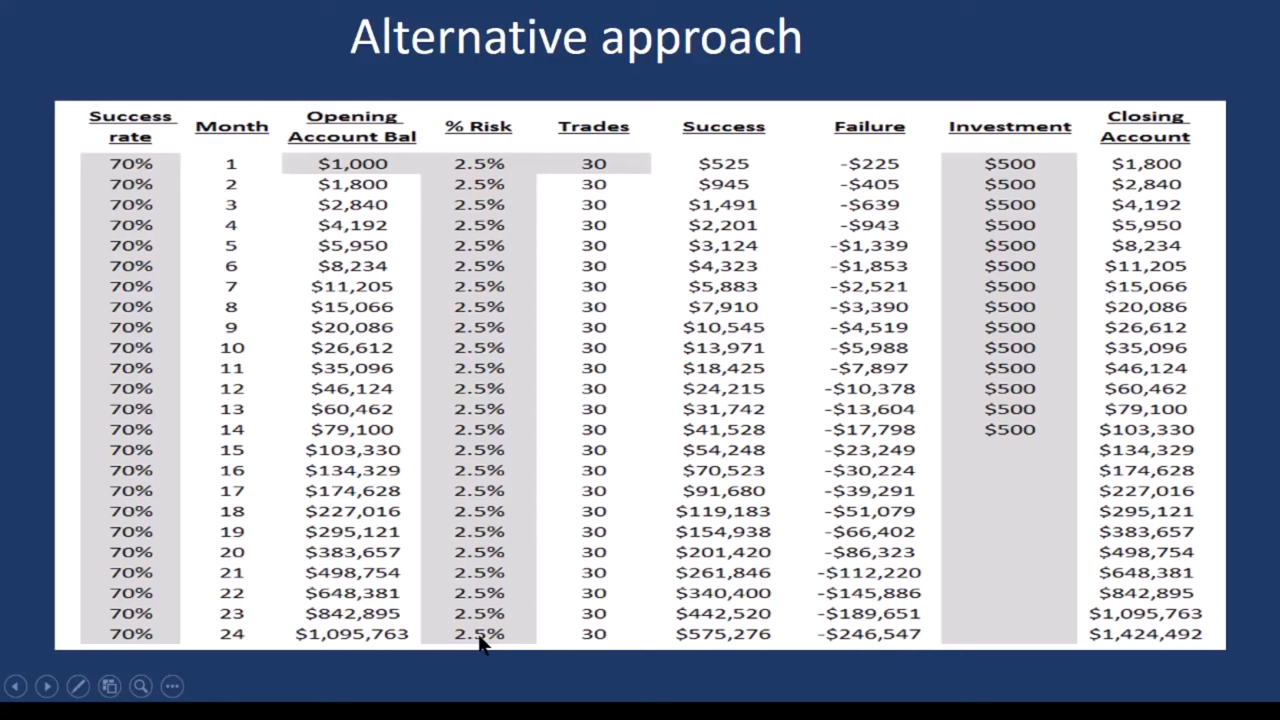 Alternative approach
Success rate Month Opening Account Bal % Risk Trades Success Failure Investment Closing Account
70% 1 $1,000 2.5% 30 $525 -$225 $500 $1,800
70% 2 $1,800 2.5% 30 $945 -$405 $500 $2,840
70% 3 $2,840 2.5% 30 $1,491 -$639 $500 $4,192
70% 4 $4,192 2.5% 30 $2,201 -$943 $500 $5,950
70% 5 $5,950 2.5% 30 $3,124 -$1,339 $500 $8,234
70% 6 $8,234 2.5% 30 $4,323 -$1,853 $500 $11,205
70% 7 $11,205 2.5% 30 $5,883 -$2,521 $500 $15,066
70% 8 $15,066 2.5% 30 $7,910 -$3,390 $500 $20,086
70% 9 $20,086 2.5% 30 $10,545 -$4,519 $500 $26,612
70% 10 $26,612 2.5% 30 $13,971 -$5,988 $500 $35,096
70% 11 $35,096 2.5% 30 $18,425 -$7,897 $500 $46,124
70% 12 $46,124 2.5% 30 $24,215 -$10,378 $500 $60,462
70% 13 $60,462 2.5% 30 $31,742 -$13,604 $500 $79,100
70% 14 $79,100 2.5% 30 $41,528 -$17,798 $500 $103,330
70% 15 $103,330 2.5% 30 $54,248 -$23,249 $134,329
70% 16 $134,329 2.5% 30 $70,523 -$30,224 $174,628
70% 17 $174,628 2.5% 30 $91,680 -$39,291 $227,016
70% 18 $227,016 2.5% 30 $119,183 -$51,079 $295,121
70% 19 $295,121 2.5% 30 $154,938 -$66,402 $383,657
70% 20 $383,657 2.5% 30 $201,420 -$86,323 $498,754
70% 21 $498,754 2.5% 30 $261,846 -$112,220 $648,381
70% 22 $648,381 2.5% 30 $340,400 -$145,886 $842,895
70% 23 $842,895 2.5% 30 $442,520 -$189,651 $1,095,763
70% 24 $1,095,763 2.5% 30 $575,276 -$246,547 $1,424,492